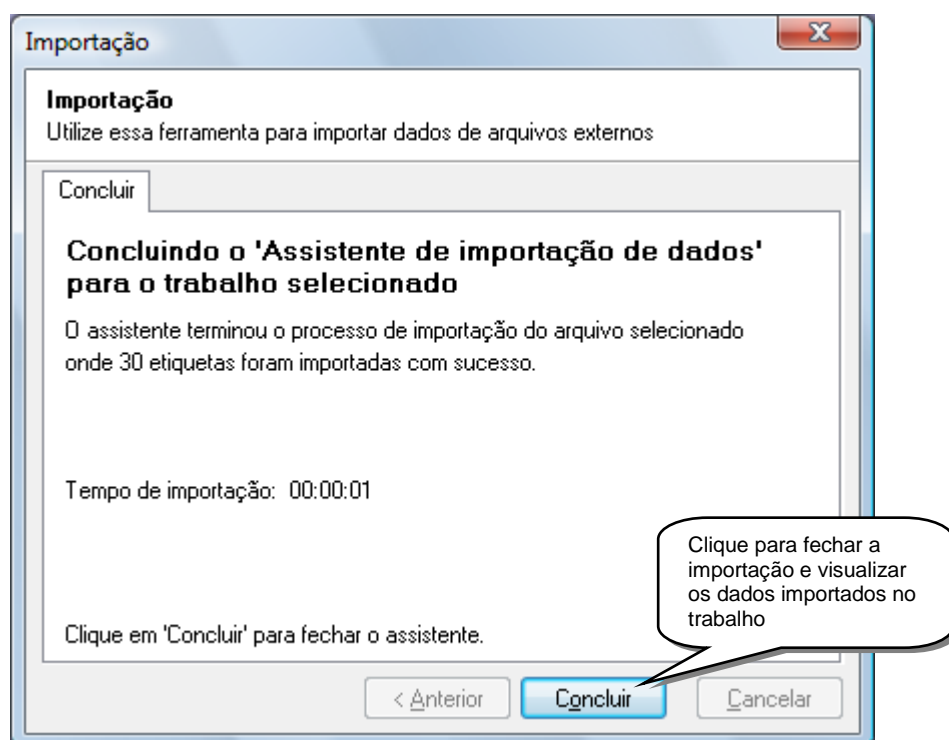 Importação
Importação
Utilize essa ferramenta para importar dados de arquivos externos
Concluir
Concluindo o 'Assistente de importação de dados'
para o trabalho selecionado
O assistente terminou o processo de importação do arquivo selecionado
onde 30 etiquetas foram importadas com sucesso.
Tempo de importação: 00:00:01
Clique para fechar a
importação e visualizar
os dados importados no
trabalho
Clique em 'Concluir' para fechar o assistente.
< Anterior
Concluir
Cancelar